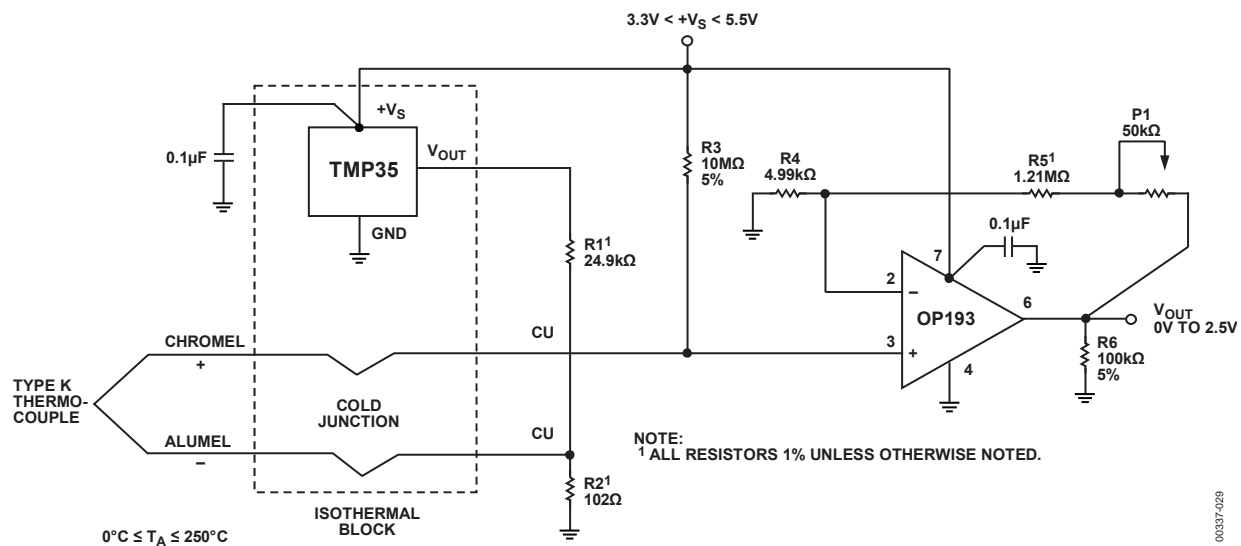 3.3V < +VS < 5.5V
P1
50kΩ
+VS
0.1µF
TMP35
VOUT
R3
10MΩ
5%
R4
4.99kΩ
R5¹
1.21MΩ
GND
R1¹
24.9kΩ
0.1µF
7
2
–
OP193
6
VOUT
0V TO 2.5V
CHROMEL
+
CU
3
+
4
R6
100kΩ
5%
TYPE K
THERMO-
COUPLE
COLD
JUNCTION
ALUMEL
–
CU
NOTE:
¹ ALL RESISTORS 1% UNLESS OTHERWISE NOTED.
R2¹
102Ω
ISOTHERMAL
BLOCK
0°C ≤ TA ≤ 250°C
00337-029